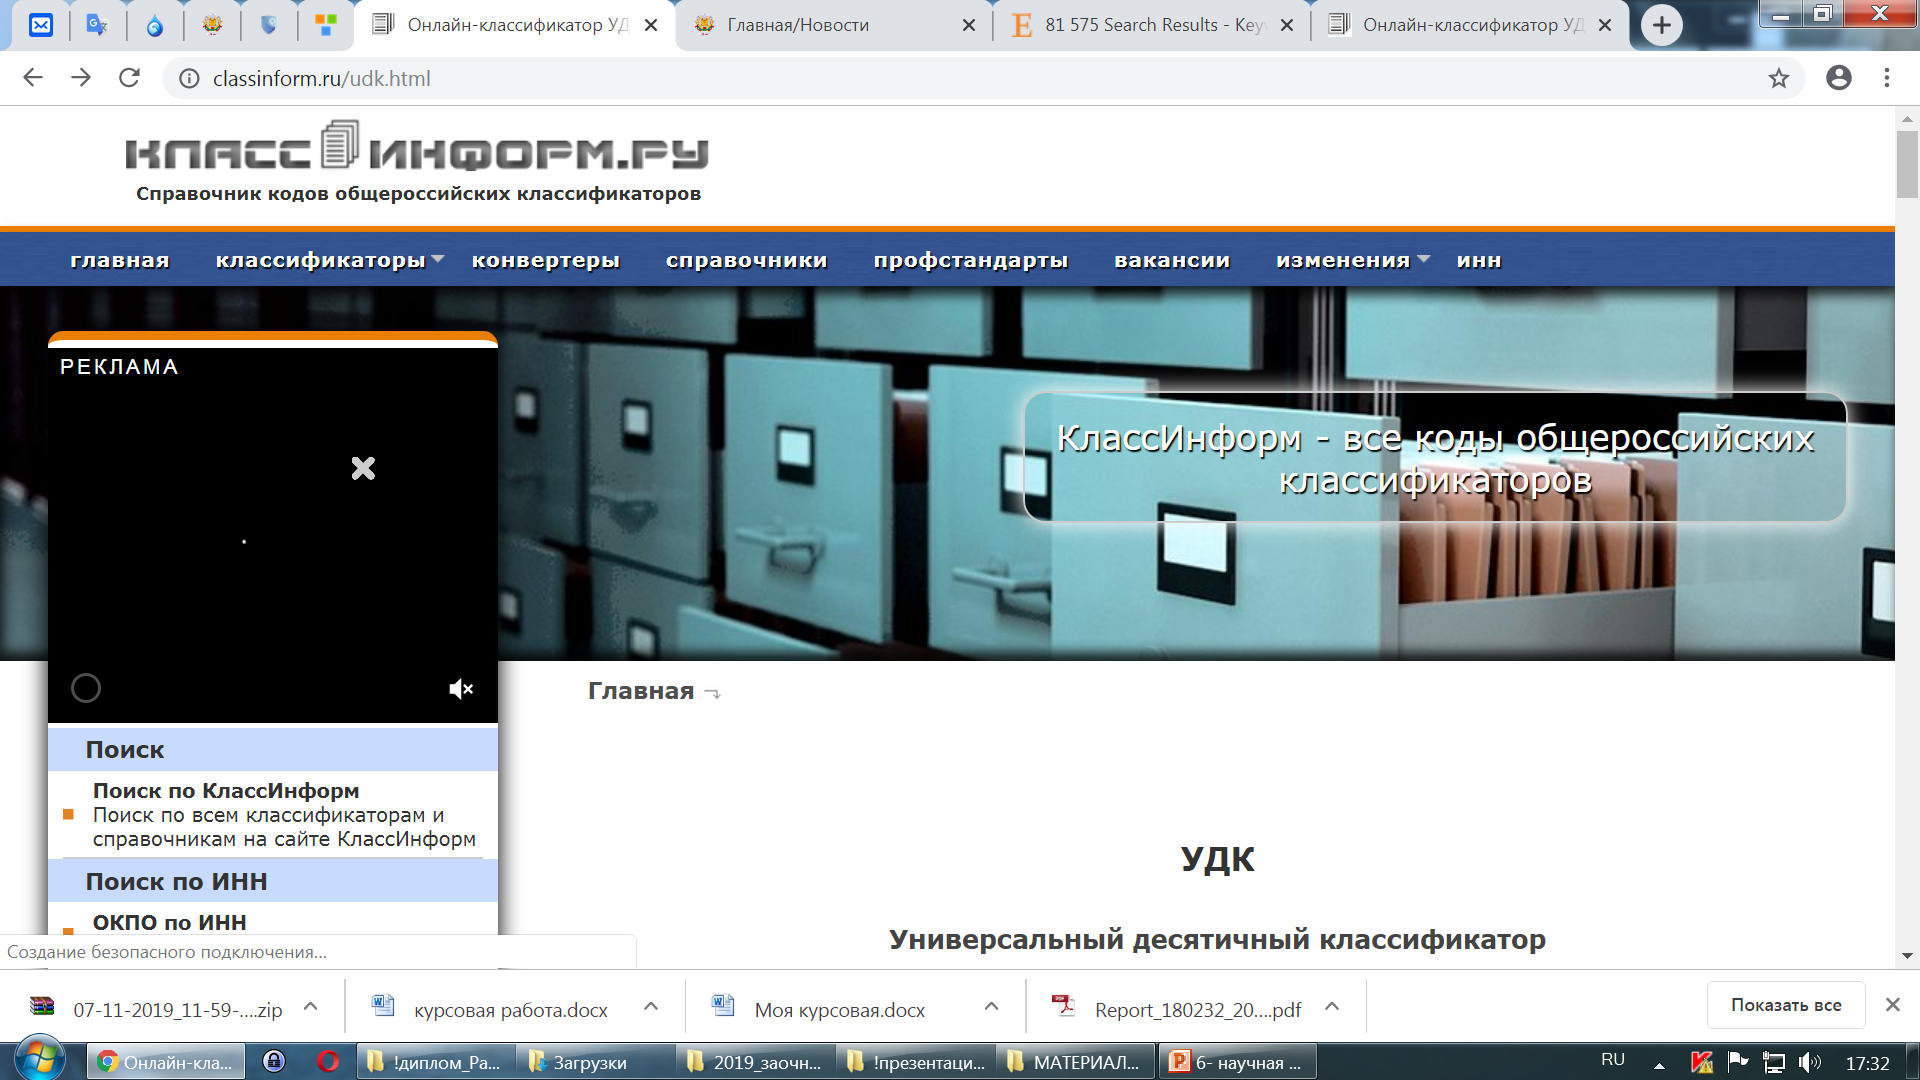 Онлайн-классификатор УД
Главная/Новости
81 575 Search Results - Keyw
Онлайн-классификатор УД
classinform.ru/udk.html
КЛАСС ИНФОРМ.РУ
Справочник кодов общероссийских классификаторов
главная классификаторы конвертеры справочники профстандарты вакансии изменения инн
РЕКЛАМА
КлассИнформ - все коды общероссийских
классификаторов
Главная
Поиск
Поиск по КлассИнформ
Поиск по всем классификаторам и
справочникам на сайте КлассИнформ
Поиск по ИНН
ОКПО по ИНН
УДК
Универсальный десятичный классификатор
Создание безопасного подключения...
07-11-2019_11-59-....zip
курсовая работа.docx
Моя курсовая.docx
Report_180232_20....pdf
Показать все
Онлайн-кла...
!диплом_Ра...
Загрузки
2019_заочн...
!презентаци...
МАТЕРИАЛ...
6- научная ...
RU
17:32